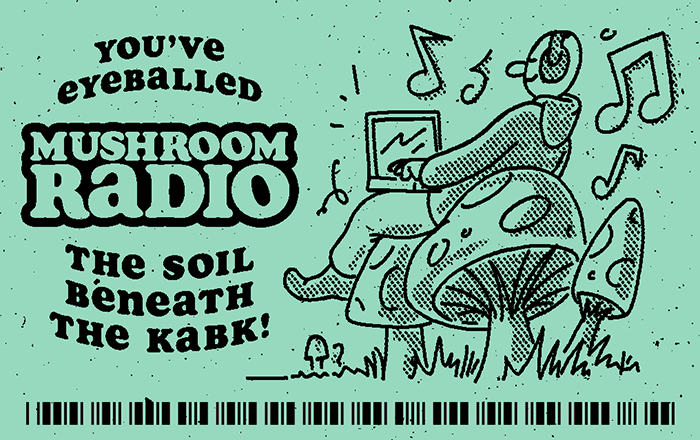 YOU'VE
eyeballed
MUSHROOM
RaDIO
THE SOIL
BeneaTH
THE KaBK!
?